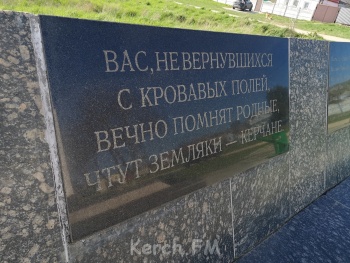 ВАС, НЕ ВЕРНУВШИХСЯ
С КРОВАВЫХ ПОЛЕЙ,
ВЕЧНО ПОМНЯТ РОДНЫЕ,
ЧТУТ ЗЕМЛЯКИ — КЕРЧАНЕ
Kerch.FM